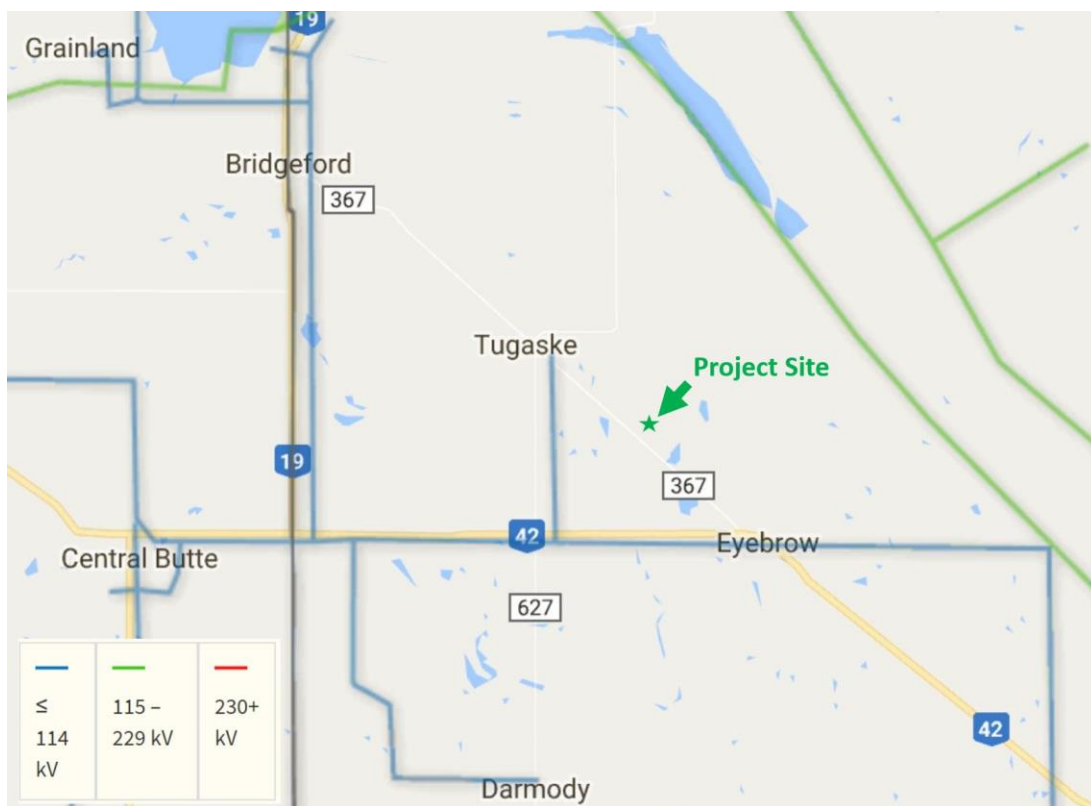 19
Grainland
Bridgeford
367
Tugaske
Project Site
19
367
42
Eyebrow
Central Butte
627
≤
114
kV
115 –
229 kV
230+
kV
42
Darmody